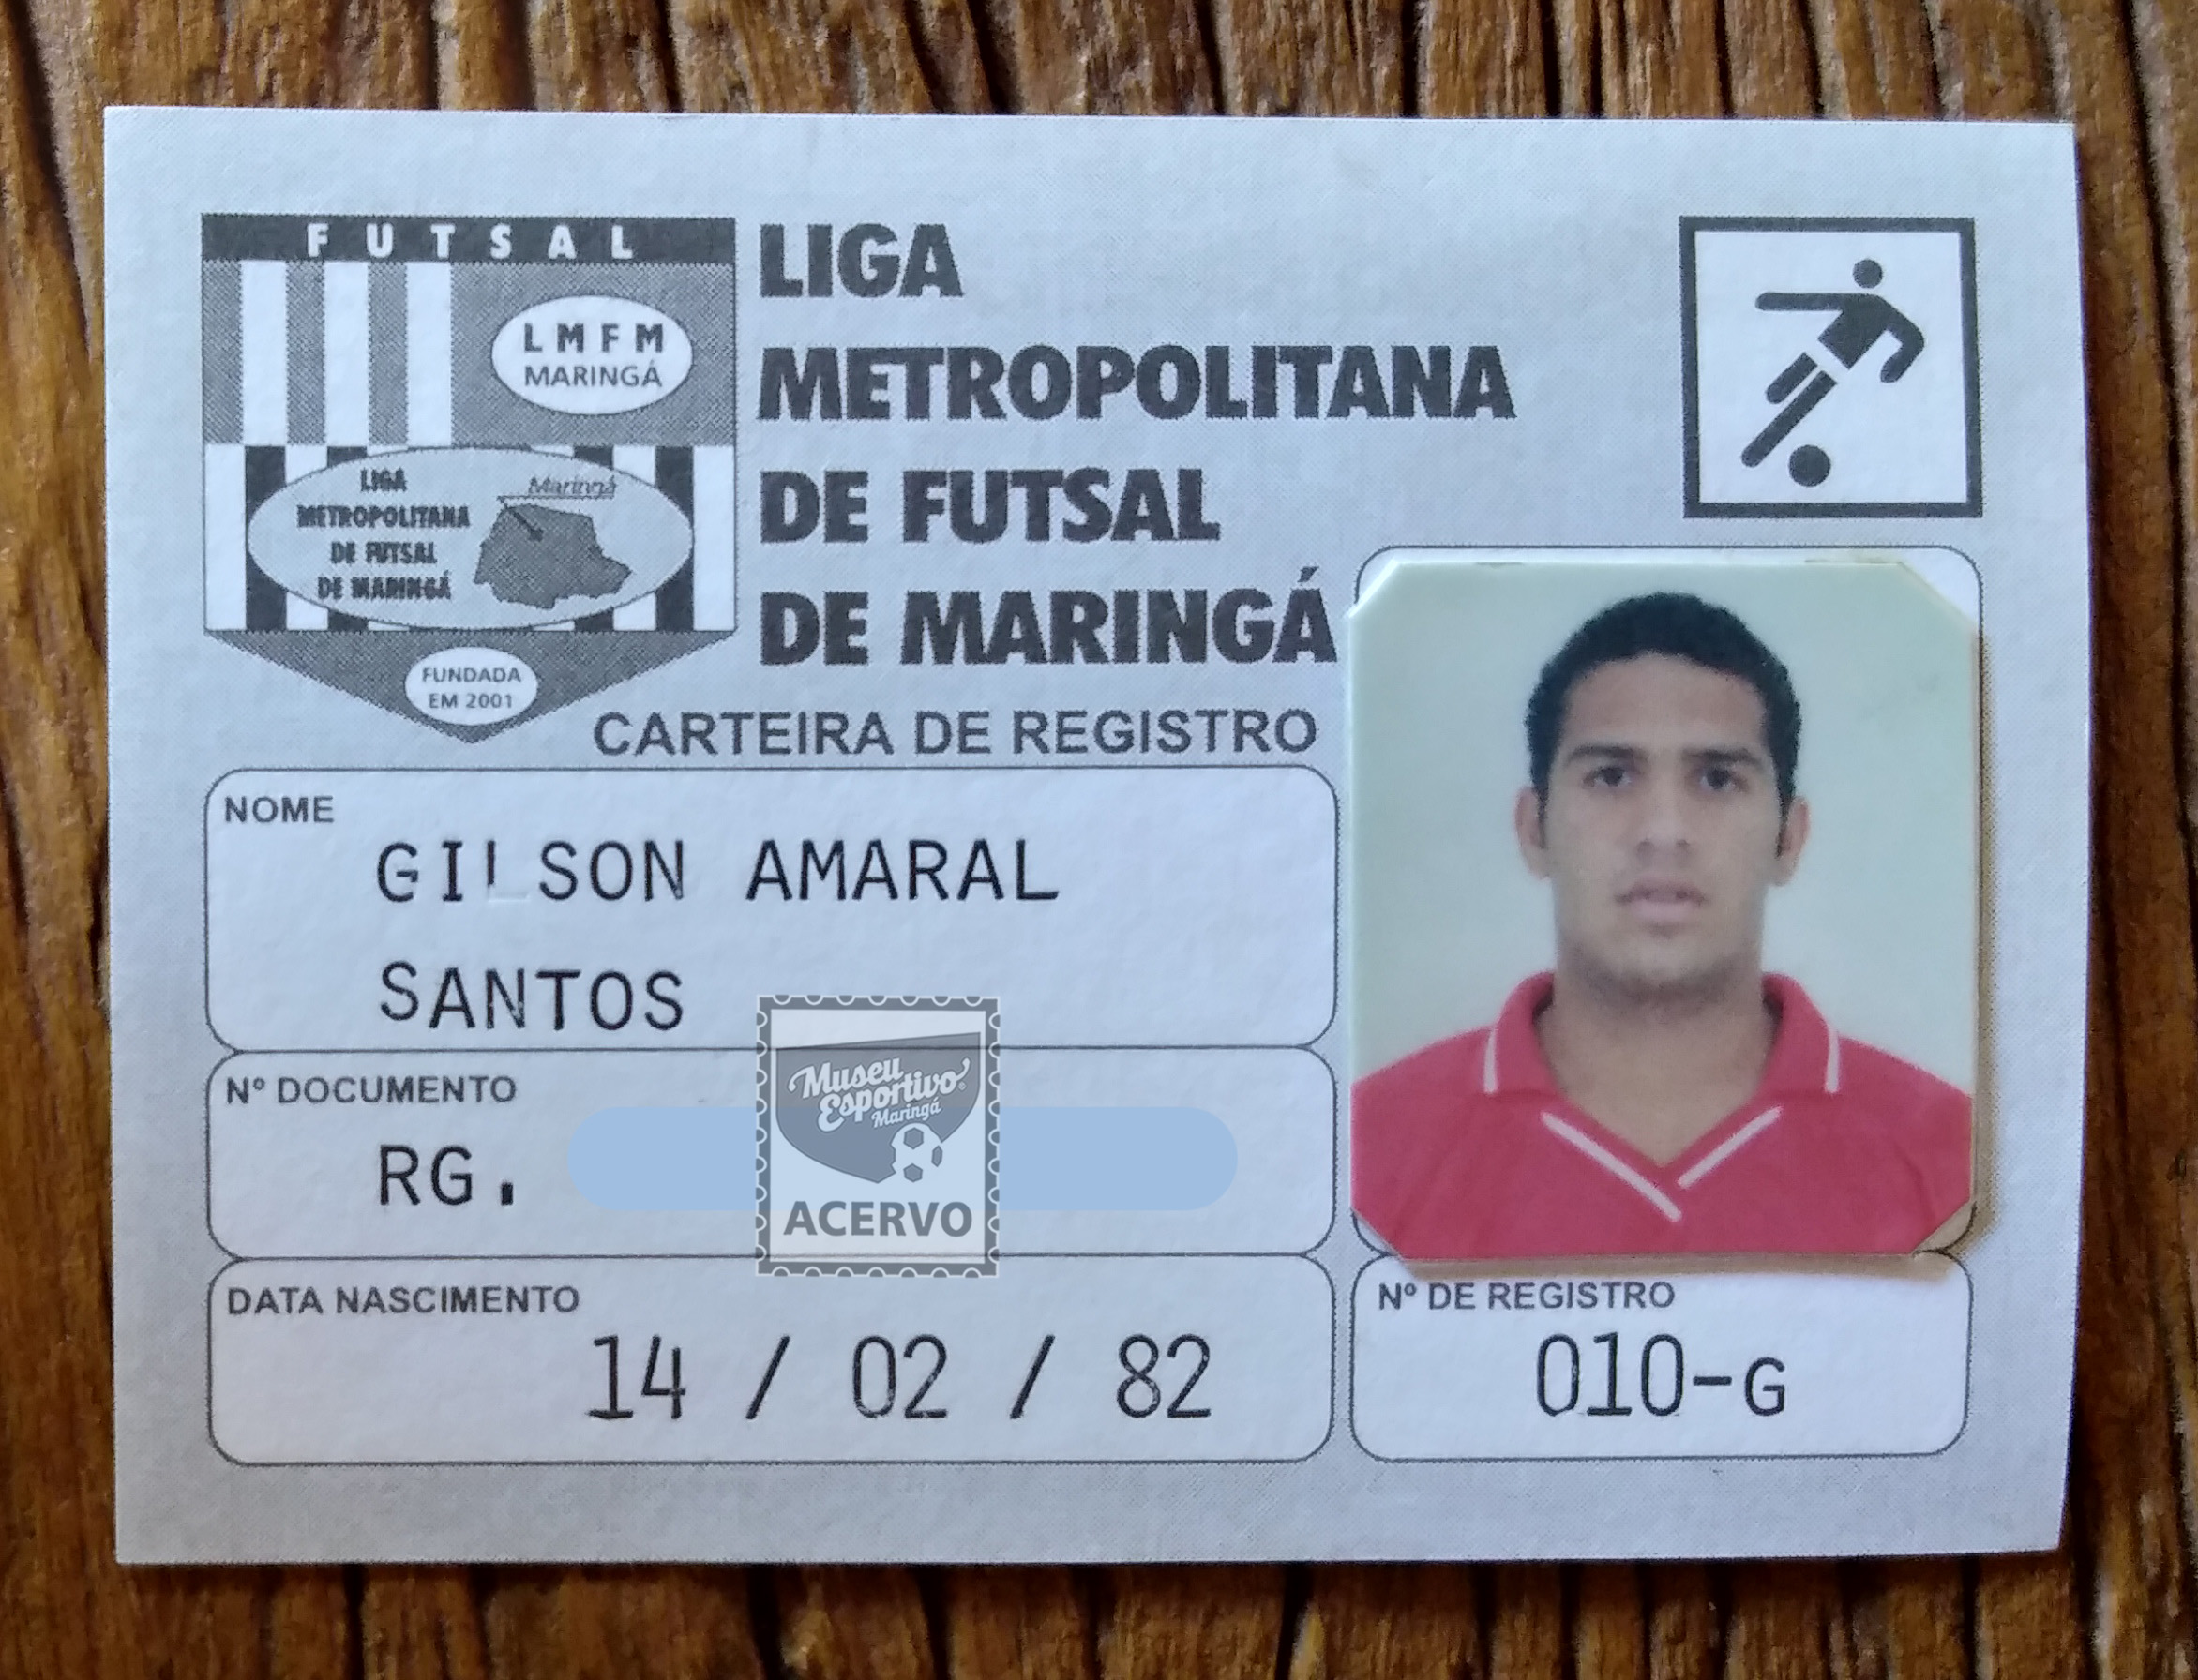 FUTSAL
LMFM
MARINGÁ
LIGA
METROPOLITANA
DE FUTSAL
DE MARINGÁ
Maringá
FUNDADA
EM 2001
LIGA
METROPOLITANA
DE FUTSAL
DE MARINGÁ
CARTEIRA DE REGISTRO
NOME
GILSON AMARAL
SANTOS
Nº DOCUMENTO
RG.
Museu
Esportivo
Maringá
ACERVO
DATA NASCIMENTO
14 / 02 / 82
Nº DE REGISTRO
010-G